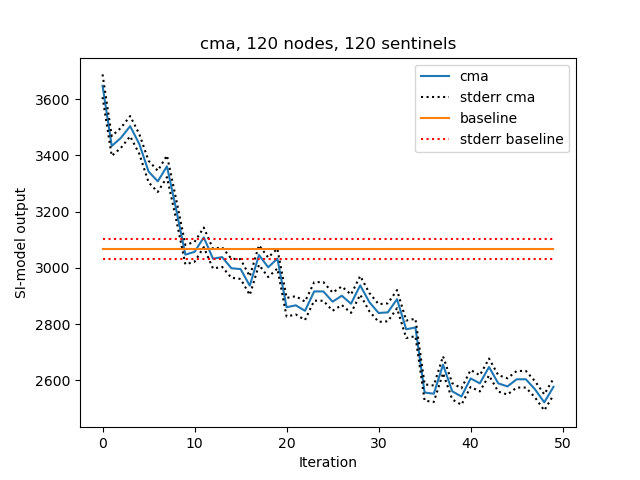 cma, 120 nodes, 120 sentinels
cma
stderr cma
baseline
stderr baseline
SI-model output
3600
3400
3200
3000
2800
2600
0 10 20 30 40 50
Iteration